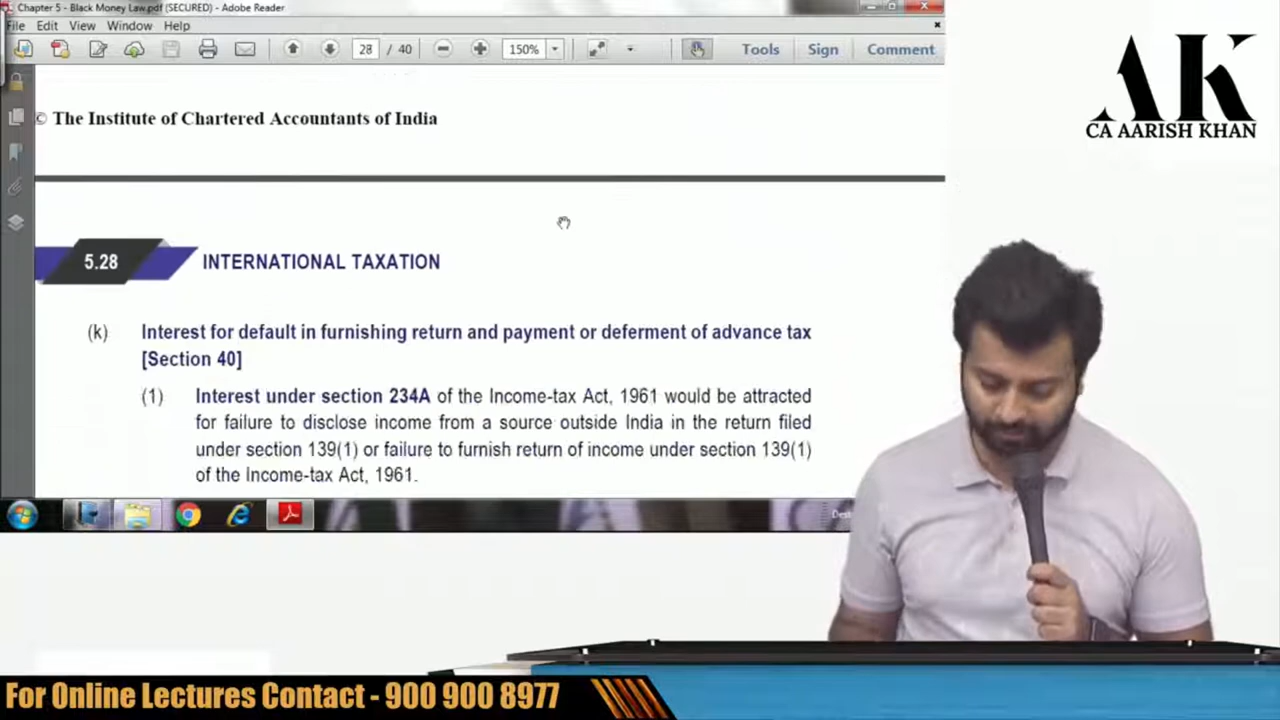 Chapter 5 - Black Money Law.pdf (SECURED) - Adobe Reader
File Edit View Window Help
28 / 40 150% Tools Sign Comment
AK
CA AARISH KHAN
© The Institute of Chartered Accountants of India
5.28 INTERNATIONAL TAXATION
(k) Interest for default in furnishing return and payment or deferment of advance tax
[Section 40]
(1) Interest under section 234A of the Income-tax Act, 1961 would be attracted
for failure to disclose income from a source outside India in the return filed
under section 139(1) or failure to furnish return of income under section 139(1)
of the Income-tax Act, 1961.
For Online Lectures Contact - 900 900 8977